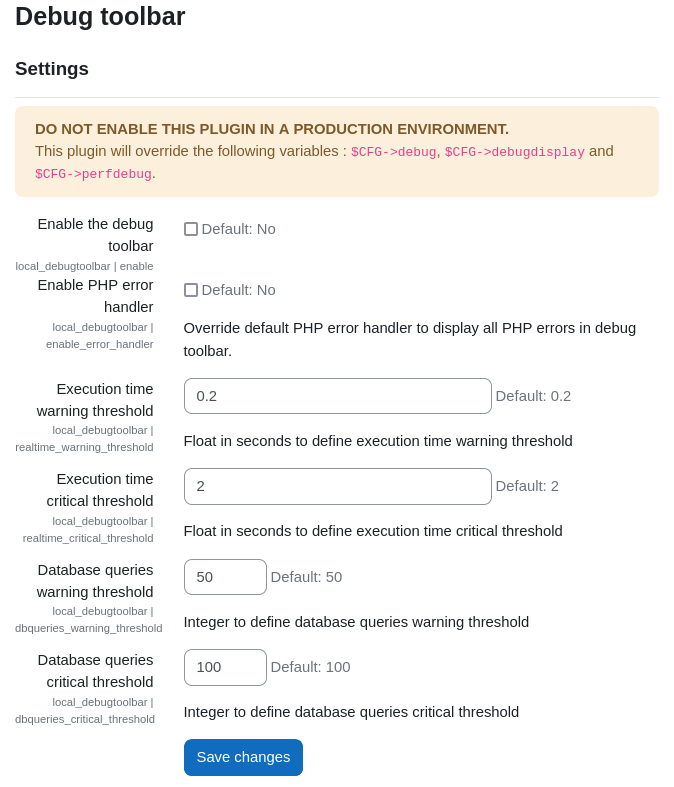 Debug toolbar
Settings
DO NOT ENABLE THIS PLUGIN IN A PRODUCTION ENVIRONMENT.
This plugin will override the following variables : $CFG->debug, $CFG->debugdisplay and
$CFG->perfdebug.
Enable the debug
toolbar
local_debugtoolbar | enable
Default: No
Enable PHP error
handler
local_debugtoolbar |
enable_error_handler
Default: No
Override default PHP error handler to display all PHP errors in debug
toolbar.
Execution time
warning threshold
local_debugtoolbar |
realtime_warning_threshold
0.2 Default: 0.2
Float in seconds to define execution time warning threshold
Execution time
critical threshold
local_debugtoolbar |
realtime_critical_threshold
2 Default: 2
Float in seconds to define execution time critical threshold
Database queries
warning threshold
local_debugtoolbar |
dbqueries_warning_threshold
50 Default: 50
Integer to define database queries warning threshold
Database queries
critical threshold
local_debugtoolbar |
dbqueries_critical_threshold
100 Default: 100
Integer to define database queries critical threshold
Save changes